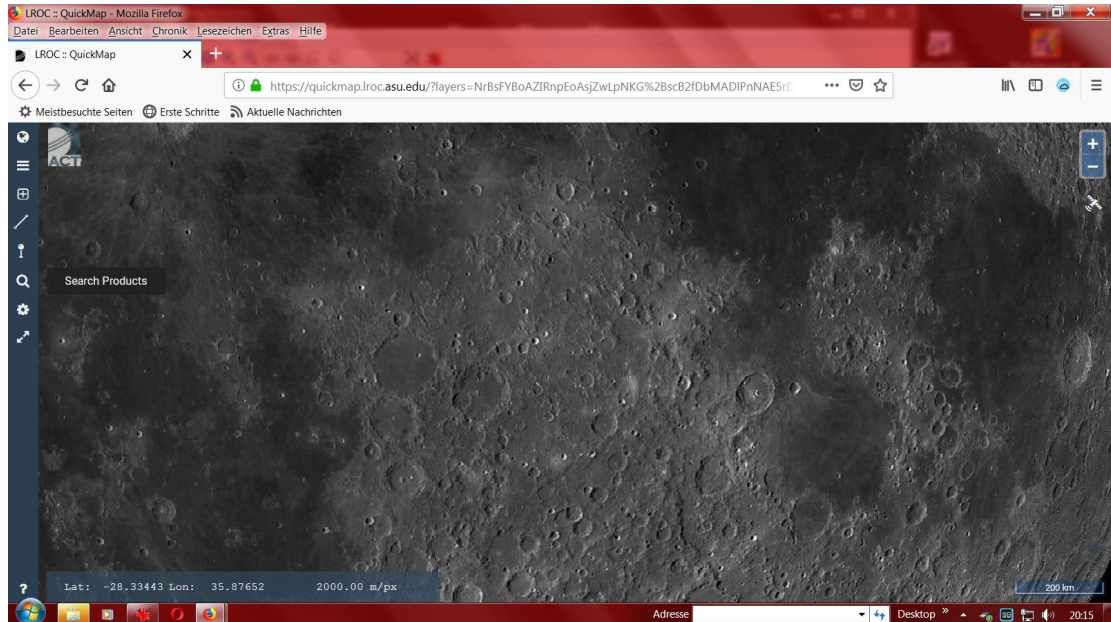 LROC :: QuickMap - Mozilla Firefox
Datei Bearbeiten Ansicht Chronik Lesezeichen Extras Hilfe
LROC :: QuickMap
https://quickmap.lroc.asu.edu/?layers=NrBsFYBoAZIRnpEoAsjZwLpNKG%2BscB2fDbMADIPnNAE5rD
Meistbesuchte Seiten Erste Schritte Aktuelle Nachrichten
ACT
+
−
Search Products
? Lat: -28.33443 Lon: 35.87652 2000.00 m/px
200 km
Adresse Desktop » SB 20:15